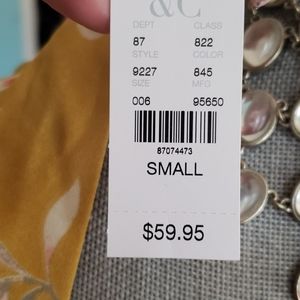 &C
DEPT CLASS
87 822
STYLE COLOR
9227 845
SIZE MFG
006 95650
87074473
SMALL
$59.95